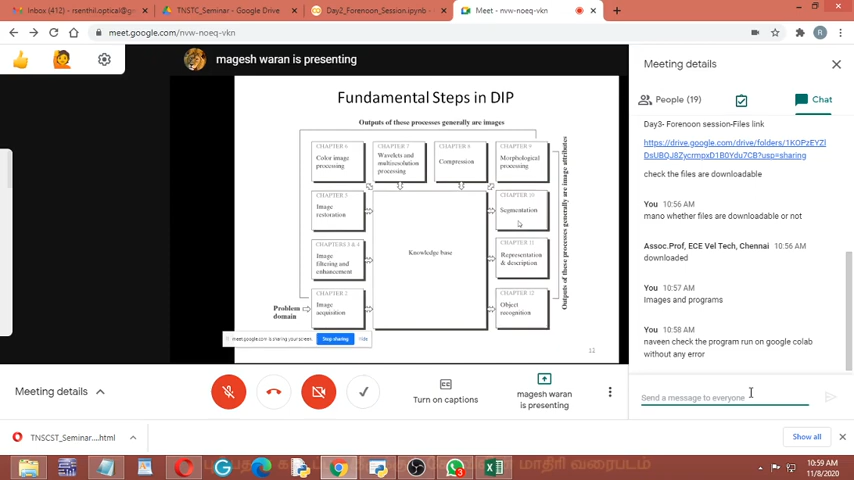 Inbox (412) - rsenthil.optical@g
TNSTC_Seminar - Google Drive
Day2_Forenoon_Session.ipynb -
Meet - nvw-noeq-vkn
meet.google.com/nvw-noeq-vkn
R
magesh waran is presenting
Fundamental Steps in DIP
Outputs of these processes generally are images
CHAPTER 6
Color image
processing
CHAPTER 7
Wavelets and
multiresolution
processing
CHAPTER 8
Compression
CHAPTER 9
Morphological
processing
CHAPTER 5
Image
restoration
CHAPTERS 3 & 4
Image
filtering and
enhancement
Problem
domain
CHAPTER 2
Image
acquisition
Knowledge base
CHAPTER 10
Segmentation
CHAPTER 11
Representation
& description
CHAPTER 12
Object
recognition
Outputs of these processes generally are image attributes
meet.google.com is sharing your screen.
Stop sharing
Hide
12
Meeting details
People (19)
Chat
Day3- Forenoon session-Files link
https://drive.google.com/drive/folders/1KOPzEYZl
DsUBQJ8ZycrmpxD1B0Ydu7CB?usp=sharing
check the files are downloadable
You 10:56 AM
mano whether files are downloadable or not
Assoc.Prof, ECE Vel Tech, Chennai 10:56 AM
downloaded
You 10:57 AM
Images and programs
You 10:58 AM
naveen check the program run on google colab
without any error
Send a message to everyone
Meeting details
Turn on captions
magesh waran
is presenting
TNSCST_Seminar....html
Show all
மாதிரி வரைபடம்
3
10:59 AM
11/8/2020